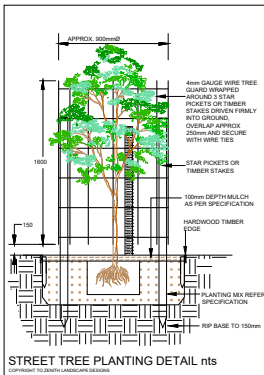 APPROX. 900mmØ
4mm GAUGE WIRE TREE
GUARD WRAPPED
AROUND 3 STAR
PICKETS OR TIMBER
STAKES DRIVEN FIRMLY
INTO GROUND,
OVERLAP APPROX
250mm AND SECURE
WITH WIRE TIES
1600
STAR PICKETS OR
TIMBER STAKES
100mm DEPTH MULCH
AS PER SPECIFICATION
150
HARDWOOD TIMBER
EDGE
PLANTING MIX REFER
SPECIFICATION
RIP BASE TO 150mm
STREET TREE PLANTING DETAIL nts
COPYRIGHT TO ZENITH LANDSCAPE DESIGNS